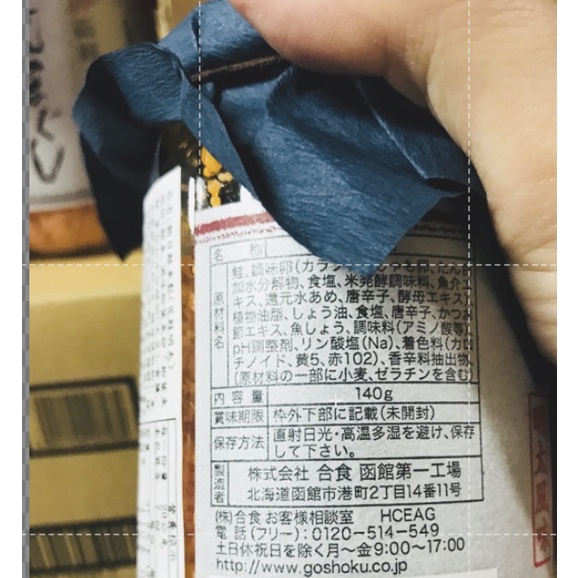 名 称
鮭、調味卵(カラ
加水分解物、食塩、米発酵調味料、魚介エ
キス、還元水あめ、唐辛子、酵母エキス)、
植物油脂、しょう油、食塩、唐辛子、かつお
節エキス、魚しょう、調味料(アミノ酸等)、
pH調整剤、リン酸塩(Na)、着色料(カロ
チノイド、黄5、赤102)、香辛料抽出物、
(原材料の一部に小麦、ゼラチンを含む)
原材料名
内容量 140g
賞味期限 枠外下部に記載(未開封)
保存方法 直射日光・高温多湿を避け、保存
して下さい。
製造者 株式会社 合食 函館第一工場
北海道函館市港町2丁目14番11号
(株)合食 お客様相談室 HCEAG
電話(フリー):0120-514-549
土日休祝日を除く月〜金9:00〜17:00
http://www.goshoku.co.jp